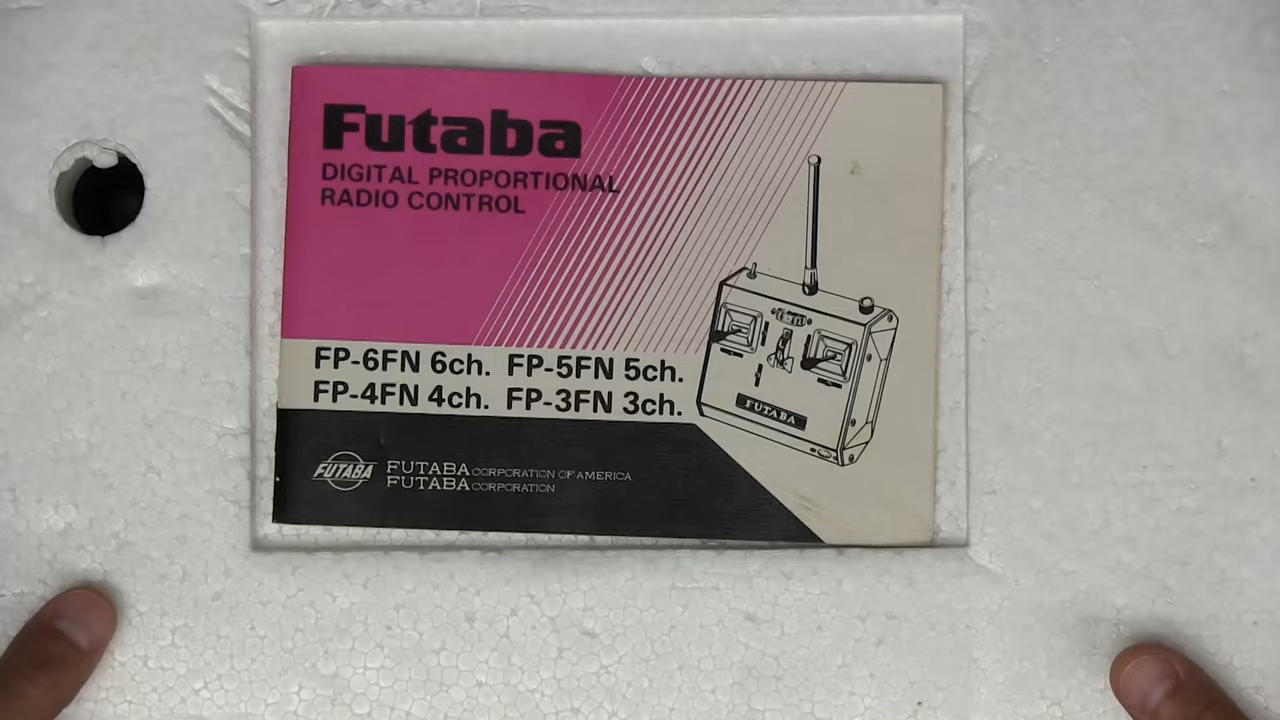 Futaba
DIGITAL PROPORTIONAL
RADIO CONTROL
FP-6FN 6ch. FP-5FN 5ch.
FP-4FN 4ch. FP-3FN 3ch.
FUTABA
FUTABA FUTABA CORPORATION OF AMERICA
FUTABA CORPORATION